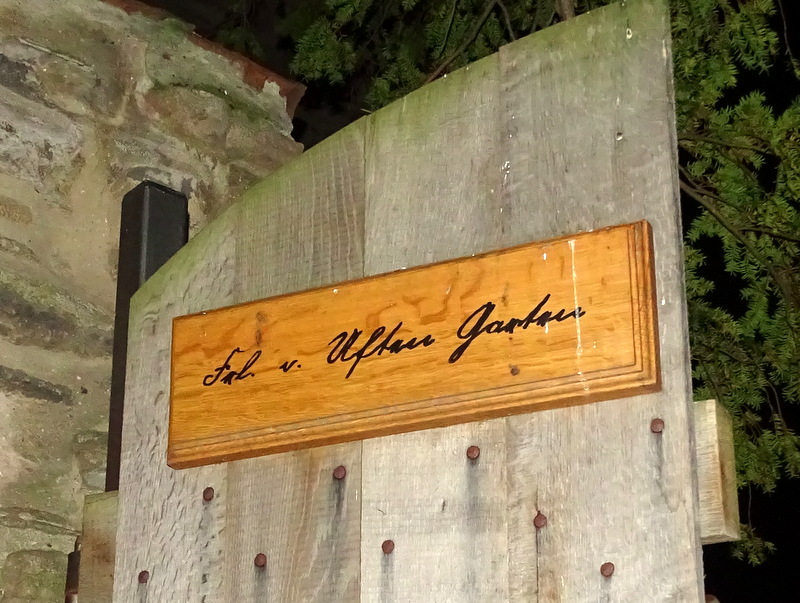 Frl. v. Uften Garten